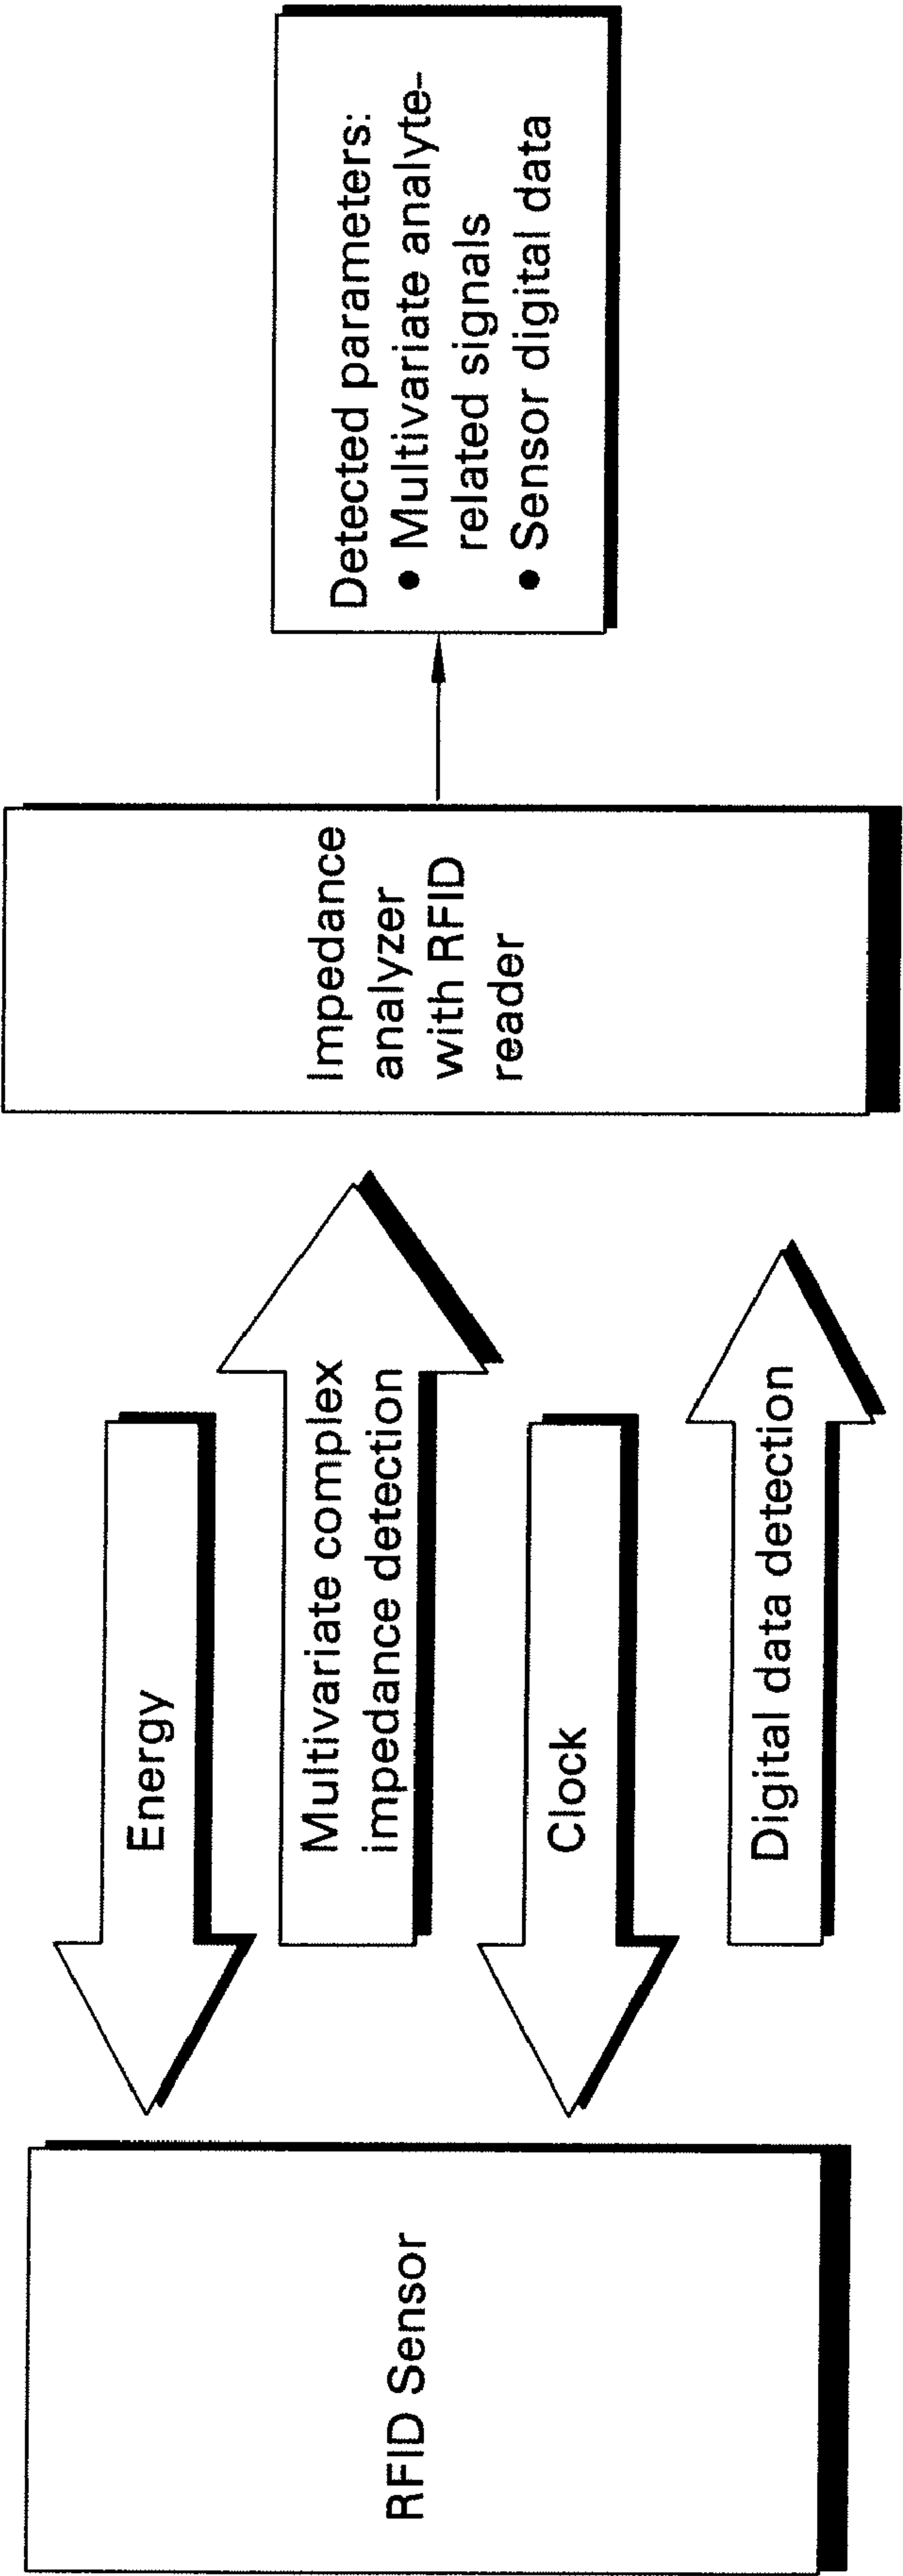 RFID Sensor
Energy
Multivariate complex
impedance detection
Clock
Digital data detection
Impedance
analyzer
with RFID
reader
Detected parameters:
• Multivariate analyte-
related signals
• Sensor digital data